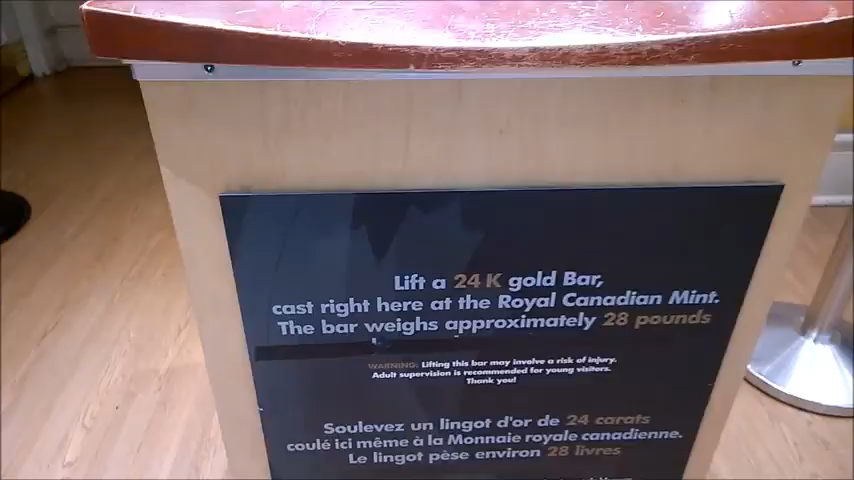 Lift a 24 K gold Bar,
cast right here at the Royal Canadian Mint.
The bar weighs approximately 28 pounds
WARNING: Lifting this bar may involve a risk of injury.
Adult supervision is recommended for young visitors.
Thank you!
Soulevez un lingot d'or de 24 carats
coulé ici même à la Monnaie royale canadienne.
Le lingot pèse environ 28 livres